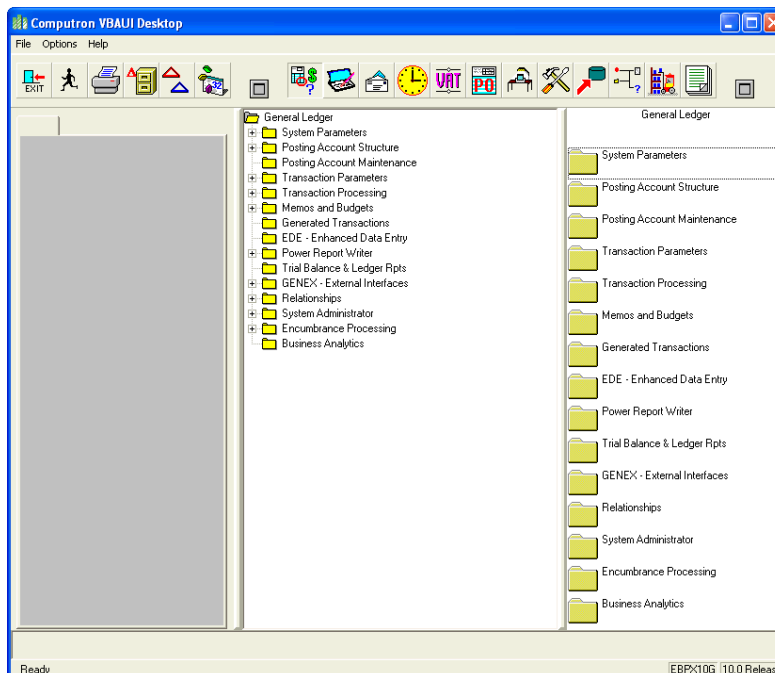 Computron VBAUI Desktop
File Options Help
EXIT
32
VAT
PO
General Ledger
System Parameters
Posting Account Structure
Posting Account Maintenance
Transaction Parameters
Transaction Processing
Memos and Budgets
Generated Transactions
EDE - Enhanced Data Entry
Power Report Writer
Trial Balance & Ledger Rpts
GENEX - External Interfaces
Relationships
System Administrator
Encumbrance Processing
Business Analytics
General Ledger
System Parameters
Posting Account Structure
Posting Account Maintenance
Transaction Parameters
Transaction Processing
Memos and Budgets
Generated Transactions
EDE - Enhanced Data Entry
Power Report Writer
Trial Balance & Ledger Rpts
GENEX - External Interfaces
Relationships
System Administrator
Encumbrance Processing
Business Analytics
Ready
EBPX10G 10.0 Releas